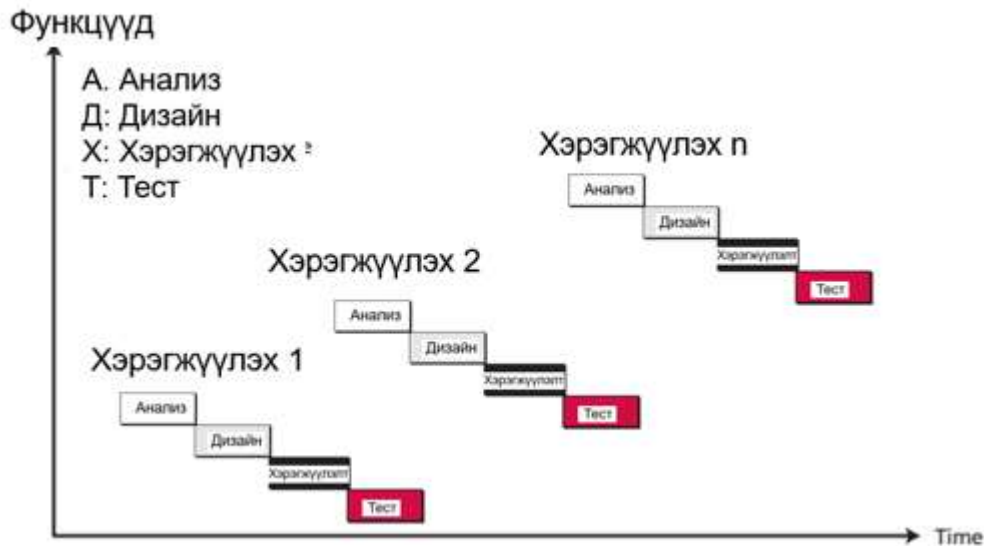 Функцүүд
А. Анализ
Д: Дизайн
Х: Хэрэгжүүлэх
Т: Тест
Хэрэгжүүлэх n
Анализ
Дизайн
Хэрэгжүүлэлт
Тест
Хэрэгжүүлэх 2
Анализ
Дизайн
Хэрэгжүүлэлт
Тест
Хэрэгжүүлэх 1
Анализ
Дизайн
Хэрэгжүүлэлт
Тест
Time